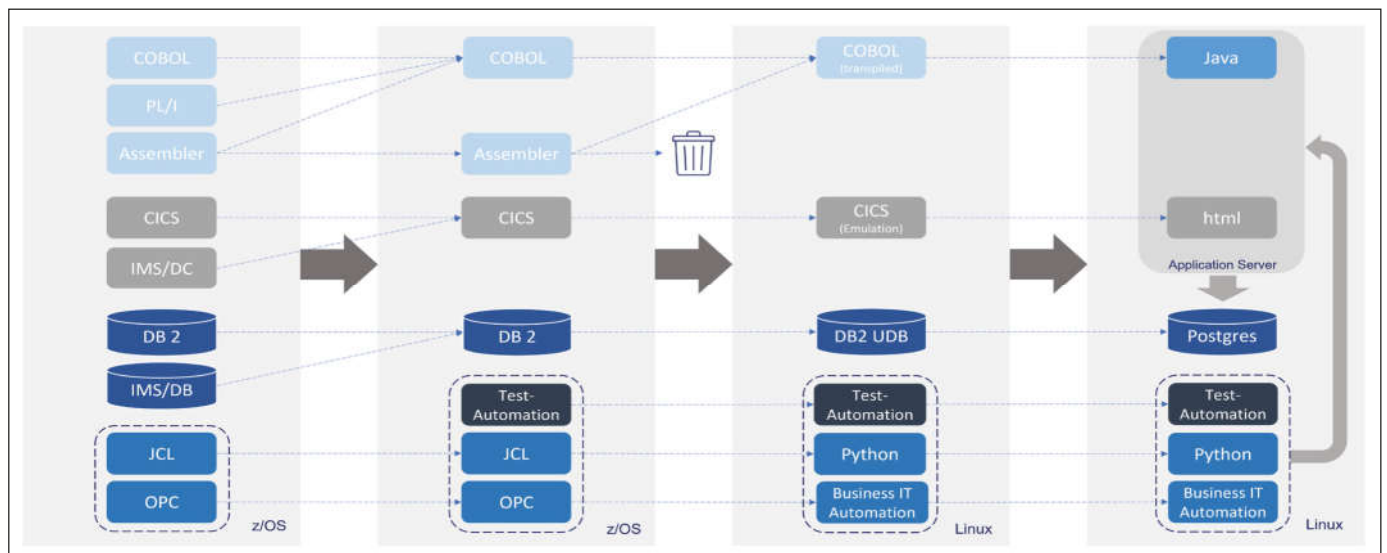 COBOL
PL/I
Assembler
CICS
IMS/DC
DB 2
IMS/DB
JCL
OPC
z/OS
COBOL
Assembler
CICS
DB 2
Test-
Automation
JCL
OPC
z/OS
COBOL
(transpiled)
CICS
(Emulation)
DB2 UDB
Test-
Automation
Python
Business IT
Automation
Linux
Java
html
Application Server
Postgres
Test-
Automation
Python
Business IT
Automation
Linux